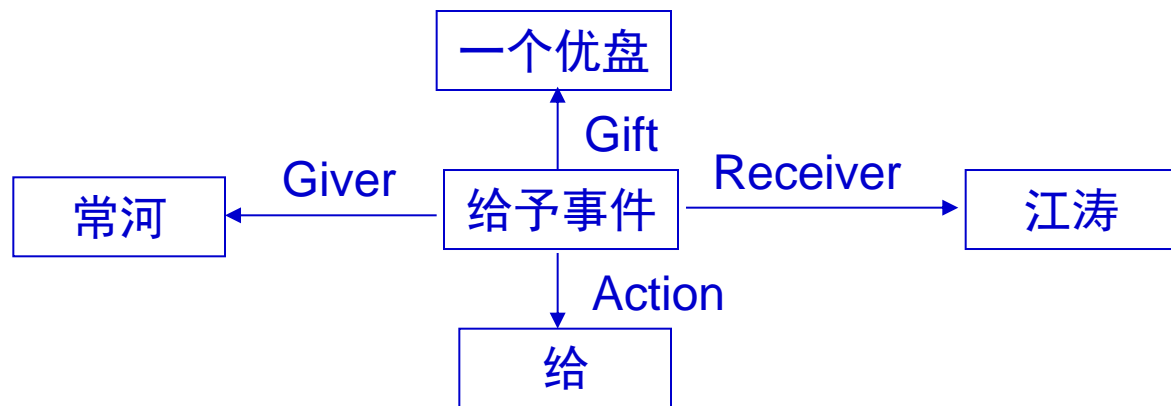 一个优盘
Gift
Giver
给予事件
Receiver
常河
江涛
Action
给